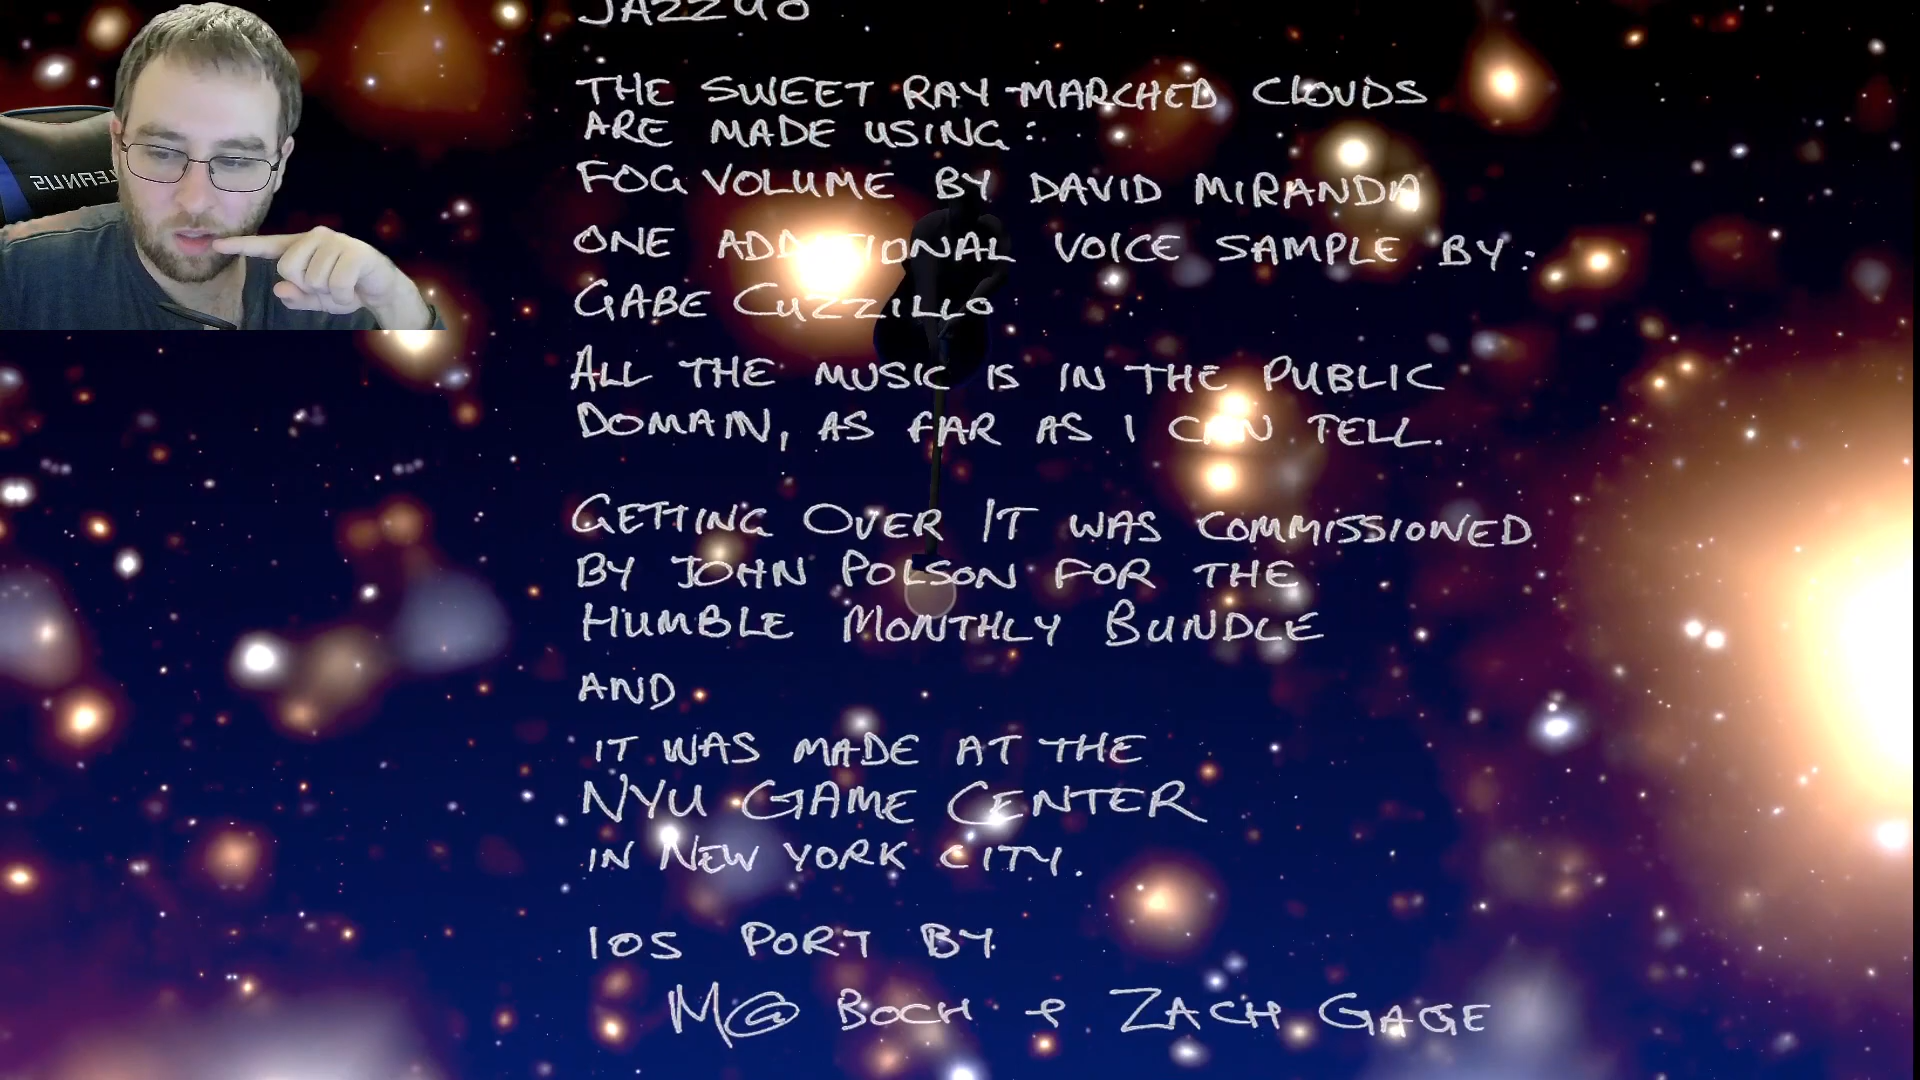 JAZZUO
THE SWEET RAY-MARCHED CLOUDS
ARE MADE USING:
FOG VOLUME BY DAVID MIRANDA
ONE ADDITIONAL VOICE SAMPLE BY:
GABE CUZZILLO
ALL THE MUSIC IS IN THE PUBLIC
DOMAIN, AS FAR AS I CAN TELL.
GETTING OVER IT WAS COMMISSIONED
BY JOHN POLSON FOR THE
HUMBLE MONTHLY BUNDLE
AND
IT WAS MADE AT THE
NYU GAME CENTER
IN NEW YORK CITY.
IOS PORT BY
M@ BOCH & ZACH GAGE